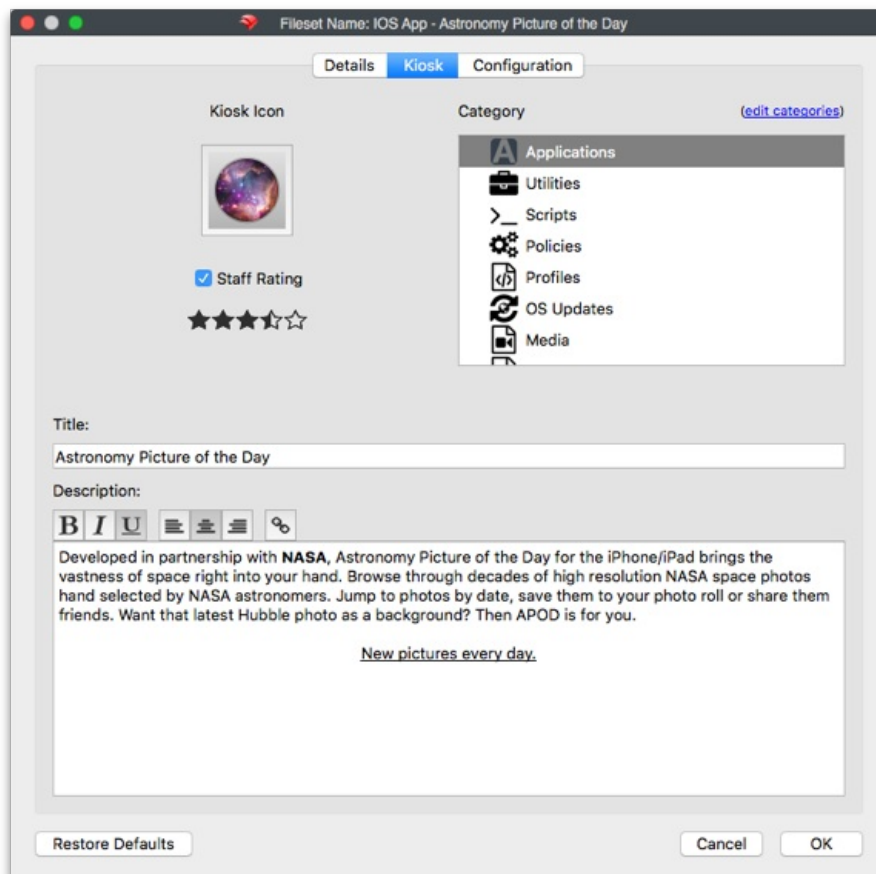 Fileset Name: IOS App - Astronomy Picture of the Day
Details Kiosk Configuration
Kiosk Icon
Category (edit categories)
Applications
Utilities
Scripts
Policies
Profiles
OS Updates
Media
Staff Rating
Title:
Astronomy Picture of the Day
Description:
B I U
Developed in partnership with NASA, Astronomy Picture of the Day for the iPhone/iPad brings the
vastness of space right into your hand. Browse through decades of high resolution NASA space photos
hand selected by NASA astronomers. Jump to photos by date, save them to your photo roll or share them
friends. Want that latest Hubble photo as a background? Then APOD is for you.
New pictures every day.
Restore Defaults Cancel OK